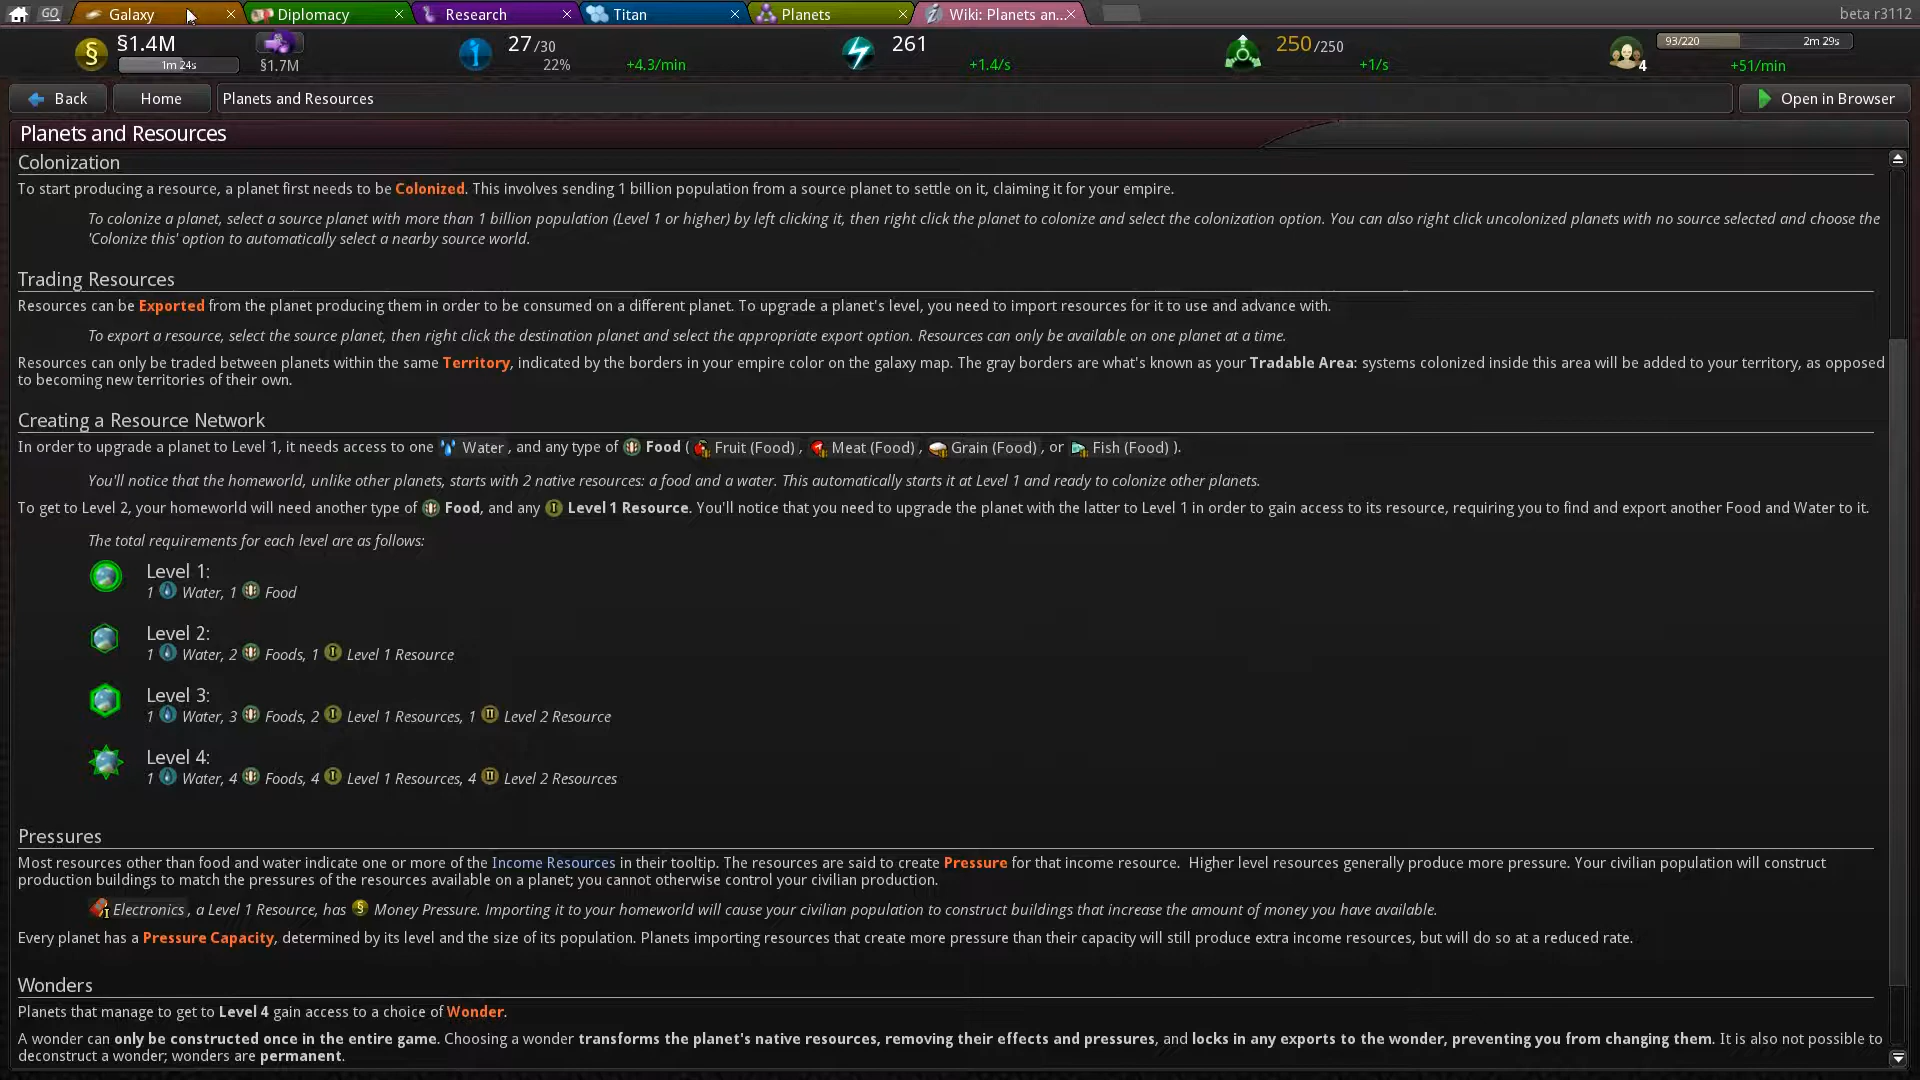 GO Galaxy Diplomacy Research Titan Planets Wiki: Planets an... beta r3112
§1.4M 27/30 261 250/250 93/220 2m 29s
1m 24s §1.7M 22% +4.3/min +1.4/s +1/s 4 +51/min
Back Home Planets and Resources Open in Browser
Planets and Resources
Colonization
To start producing a resource, a planet first needs to be Colonized. This involves sending 1 billion population from a source planet to settle on it, claiming it for your empire.
To colonize a planet, select a source planet with more than 1 billion population (Level 1 or higher) by left clicking it, then right click the planet to colonize and select the colonization option. You can also right click uncolonized planets with no source selected and choose the
'Colonize this' option to automatically select a nearby source world.
Trading Resources
Resources can be Exported from the planet producing them in order to be consumed on a different planet. To upgrade a planet's level, you need to import resources for it to use and advance with.
To export a resource, select the source planet, then right click the destination planet and select the appropriate export option. Resources can only be available on one planet at a time.
Resources can only be traded between planets within the same Territory, indicated by the borders in your empire color on the galaxy map. The gray borders are what's known as your Tradable Area: systems colonized inside this area will be added to your territory, as opposed
to becoming new territories of their own.
Creating a Resource Network
In order to upgrade a planet to Level 1, it needs access to one Water, and any type of Food ( Fruit (Food), Meat (Food), Grain (Food), or Fish (Food) ).
You'll notice that the homeworld, unlike other planets, starts with 2 native resources: a food and a water. This automatically starts it at Level 1 and ready to colonize other planets.
To get to Level 2, your homeworld will need another type of Food, and any Level 1 Resource. You'll notice that you need to upgrade the planet with the latter to Level 1 in order to gain access to its resource, requiring you to find and export another Food and Water to it.
The total requirements for each level are as follows:
Level 1:
1 Water, 1 Food
Level 2:
1 Water, 2 Foods, 1 Level 1 Resource
Level 3:
1 Water, 3 Foods, 2 Level 1 Resources, 1 Level 2 Resource
Level 4:
1 Water, 4 Foods, 4 Level 1 Resources, 4 Level 2 Resources
Pressures
Most resources other than food and water indicate one or more of the Income Resources in their tooltip. The resources are said to create Pressure for that income resource. Higher level resources generally produce more pressure. Your civilian population will construct
production buildings to match the pressures of the resources available on a planet; you cannot otherwise control your civilian production.
Electronics, a Level 1 Resource, has § Money Pressure. Importing it to your homeworld will cause your civilian population to construct buildings that increase the amount of money you have available.
Every planet has a Pressure Capacity, determined by its level and the size of its population. Planets importing resources that create more pressure than their capacity will still produce extra income resources, but will do so at a reduced rate.
Wonders
Planets that manage to get to Level 4 gain access to a choice of Wonder.
A wonder can only be constructed once in the entire game. Choosing a wonder transforms the planet's native resources, removing their effects and pressures, and locks in any exports to the wonder, preventing you from changing them. It is also not possible to
deconstruct a wonder; wonders are permanent.